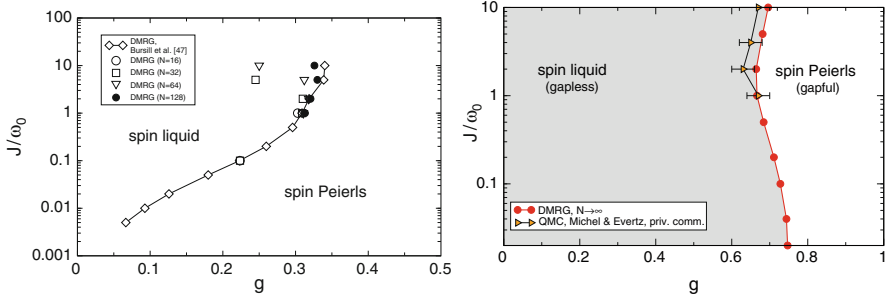 100
10
1
0.1
0.01
0.001
J/ω0
DMRG,
Bursill et al. [47]
DMRG (N=16)
DMRG (N=32)
DMRG (N=64)
DMRG (N=128)
spin liquid
spin Peierls
0 0.1 0.2 0.3 0.4 0.5
g
10
1
0.1
J/ω0
spin liquid
(gapless)
spin Peierls
(gapful)
DMRG, N→∞
QMC, Michel & Evertz, priv. comm.
0 0.2 0.4 0.6 0.8 1
g